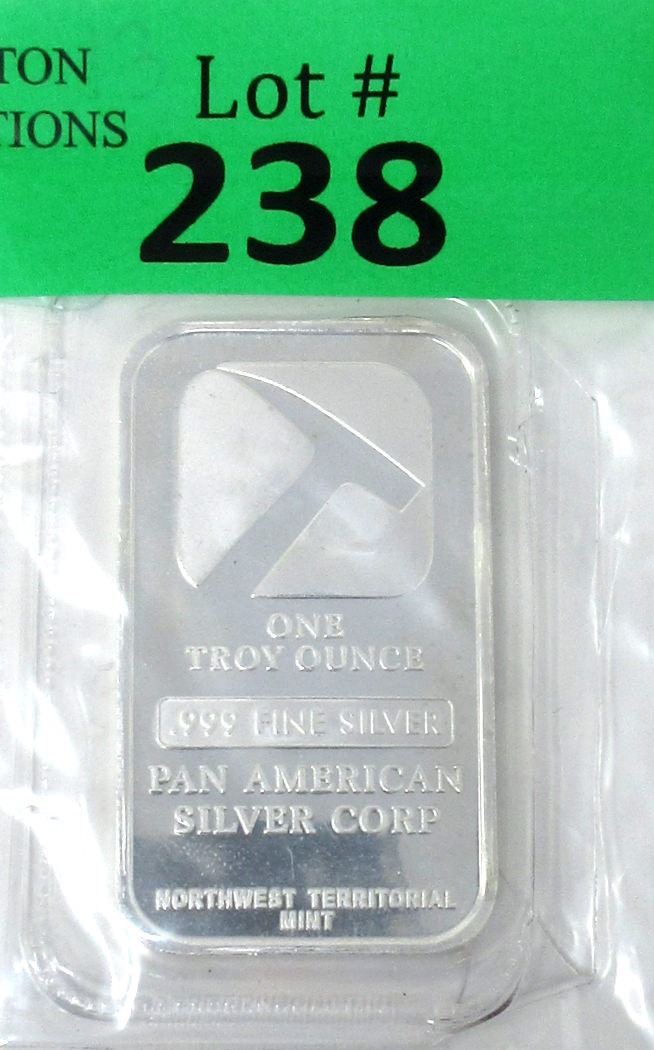 TON
TIONS
Lot #
238
ONE
TROY OUNCE
.999 FINE SILVER
PAN AMERICAN
SILVER CORP
NORTHWEST TERRITORIAL
MINT